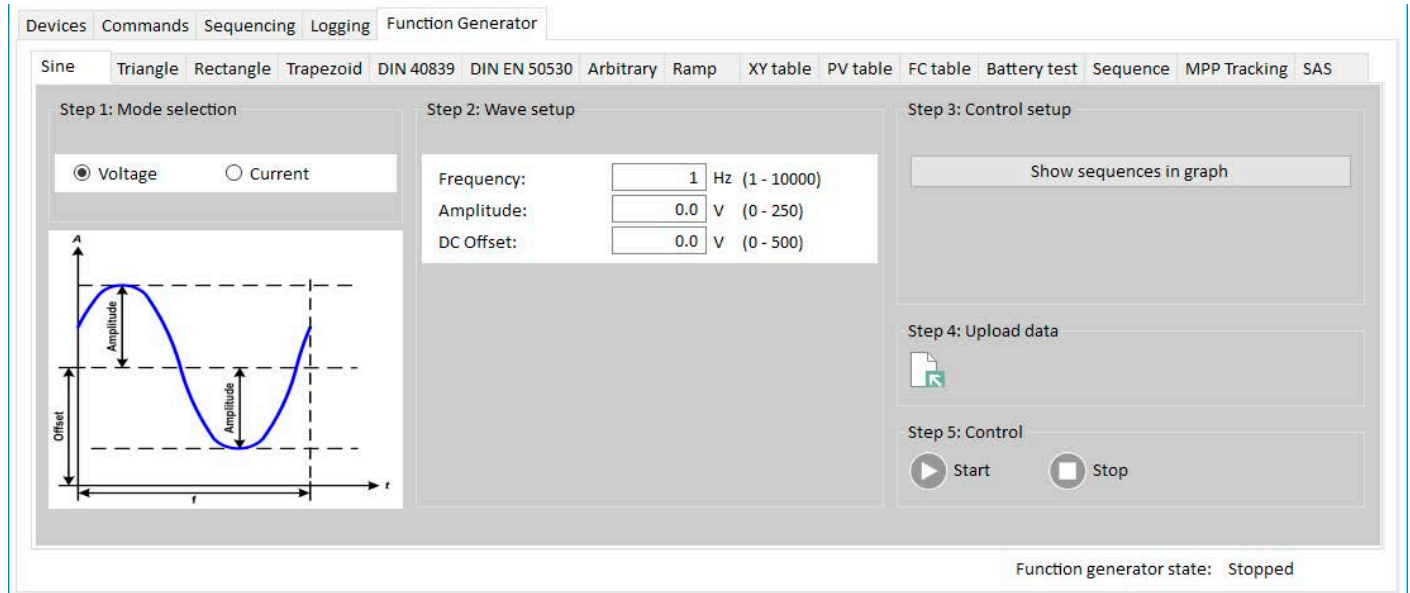 Devices Commands Sequencing Logging Function Generator
Sine Triangle Rectangle Trapezoid DIN 40839 DIN EN 50530 Arbitrary Ramp XY table PV table FC table Battery test Sequence MPP Tracking SAS
Step 1: Mode selection
Voltage Current
A
Amplitude
Amplitude
Offset
f
t
Step 2: Wave setup
Frequency: 1 Hz (1 - 10000)
Amplitude: 0.0 V (0 - 250)
DC Offset: 0.0 V (0 - 500)
Step 3: Control setup
Show sequences in graph
Step 4: Upload data
Step 5: Control
Start Stop
Function generator state: Stopped